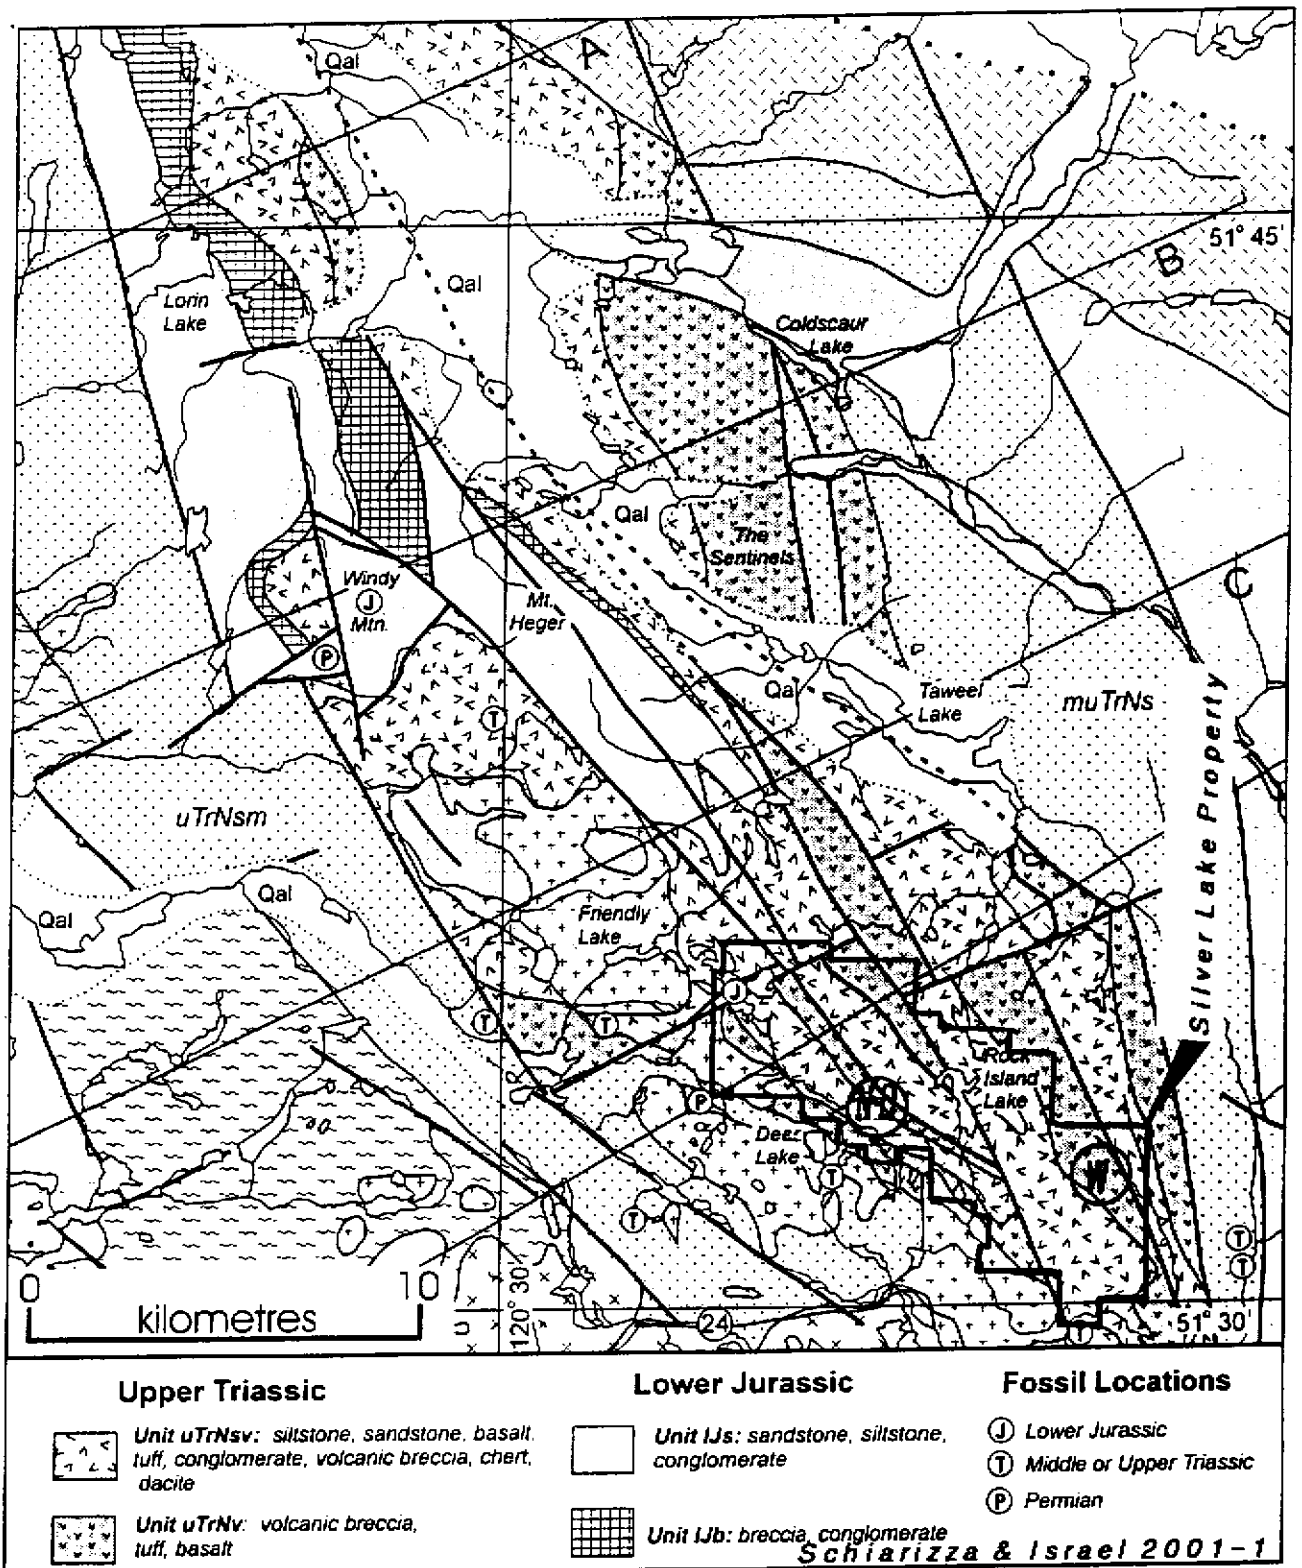 Qal
A
51° 45'
B
Lorin
Lake
Qal
Coldscaur
Lake
Qal
The
Sentinels
Windy
J
Mtn.
Mt.
Heger
C
P
Qal
Taweel
Lake
muTrNs
T
Silver Lake Property
uTrNsm
Qal
Qal
Friendly
Lake
J
T
T
Rock
Island
Lake
P
Deer
Lake
T
T
T
T
0
10
kilometres
120° 30'
24
51° 30'
Upper Triassic
Unit uTrNsv: siltstone, sandstone, basalt,
tuff, conglomerate, volcanic breccia, chert,
dacite
Unit uTrNv: volcanic breccia,
tuff, basalt
Lower Jurassic
Unit lJs: sandstone, siltstone,
conglomerate
Unit lJb: breccia, conglomerate
Fossil Locations
J Lower Jurassic
T Middle or Upper Triassic
P Permian
Schiarizza & Israel 2001-1